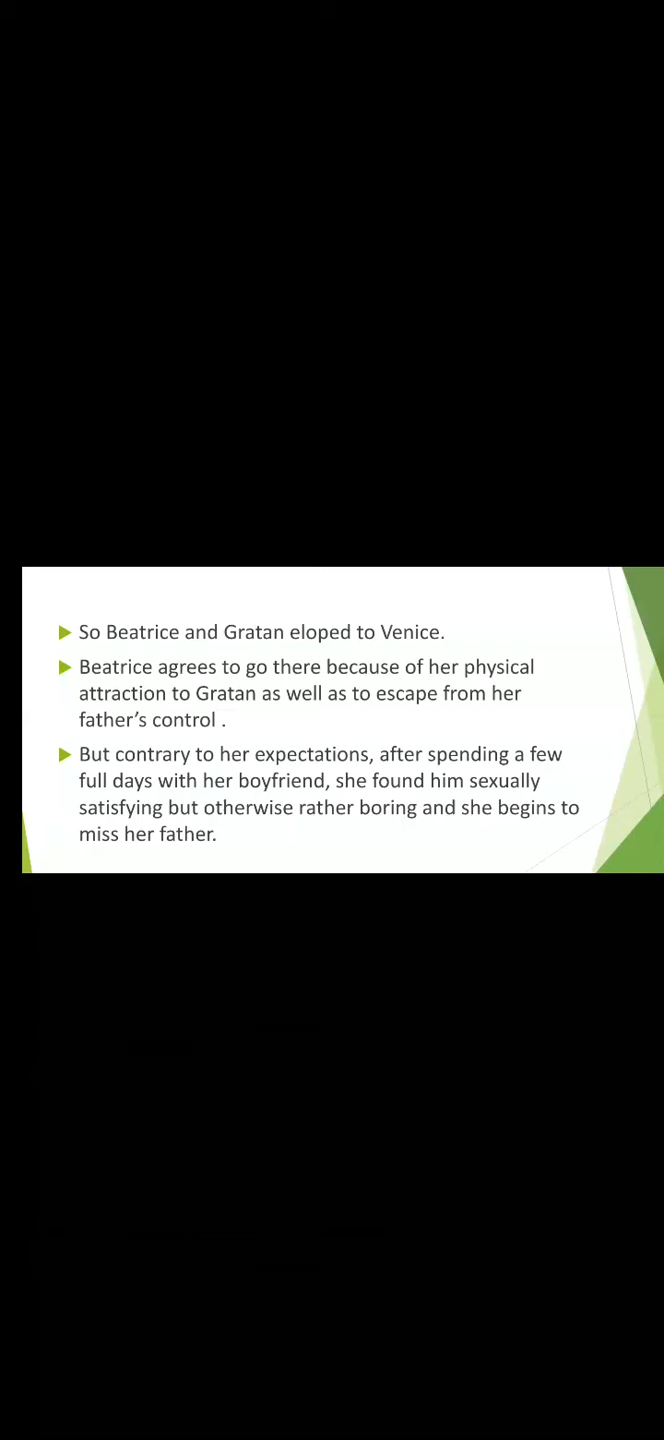 So Beatrice and Gratan eloped to Venice.
Beatrice agrees to go there because of her physical
attraction to Gratan as well as to escape from her
father's control .
But contrary to her expectations, after spending a few
full days with her boyfriend, she found him sexually
satisfying but otherwise rather boring and she begins to
miss her father.